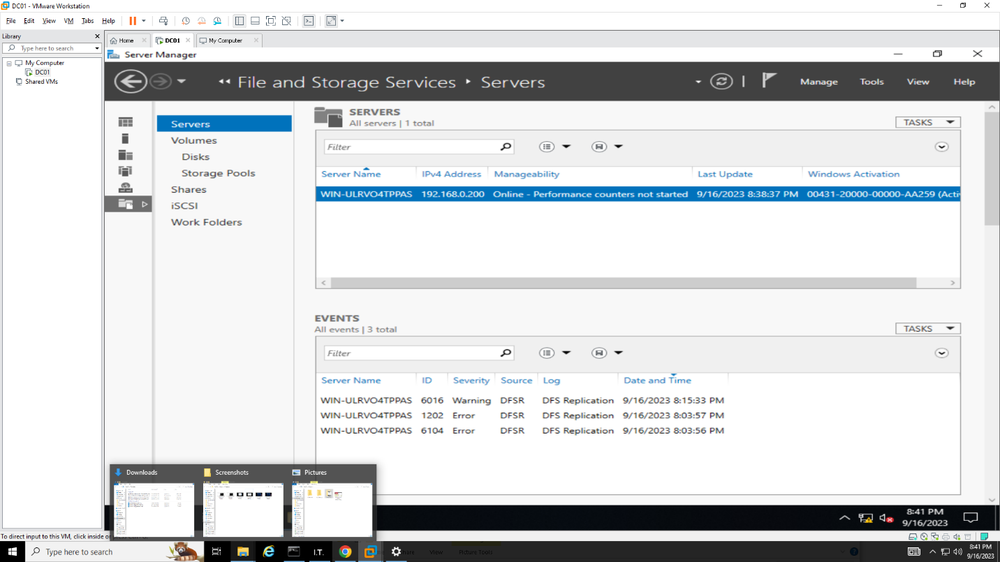 DC01 - VMware Workstation
File Edit View VM Tabs Help
Library
Type here to search
My Computer
DC01
Shared VMs
Home DC01 My Computer
Server Manager
File and Storage Services Servers
Manage Tools View Help
Servers
Volumes
Disks
Storage Pools
Shares
iSCSI
Work Folders
SERVERS
All servers | 1 total
TASKS
Filter
Server Name IPv4 Address Manageability Last Update Windows Activation
WIN-ULRVO4TPPAS 192.168.0.200 Online - Performance counters not started 9/16/2023 8:38:37 PM 00431-20000-00000-AA259 (Acti
EVENTS
All events | 3 total
TASKS
Filter
Server Name ID Severity Source Log Date and Time
WIN-ULRVO4TPPAS 6016 Warning DFSR DFS Replication 9/16/2023 8:15:33 PM
WIN-ULRVO4TPPAS 1202 Error DFSR DFS Replication 9/16/2023 8:03:57 PM
WIN-ULRVO4TPPAS 6104 Error DFSR DFS Replication 9/16/2023 8:03:56 PM
Downloads Screenshots Pictures
8:41 PM
9/16/2023
To direct input to this VM, click inside or
Type here to search
I.T.
View Picture Tools
8:41 PM
9/16/2023